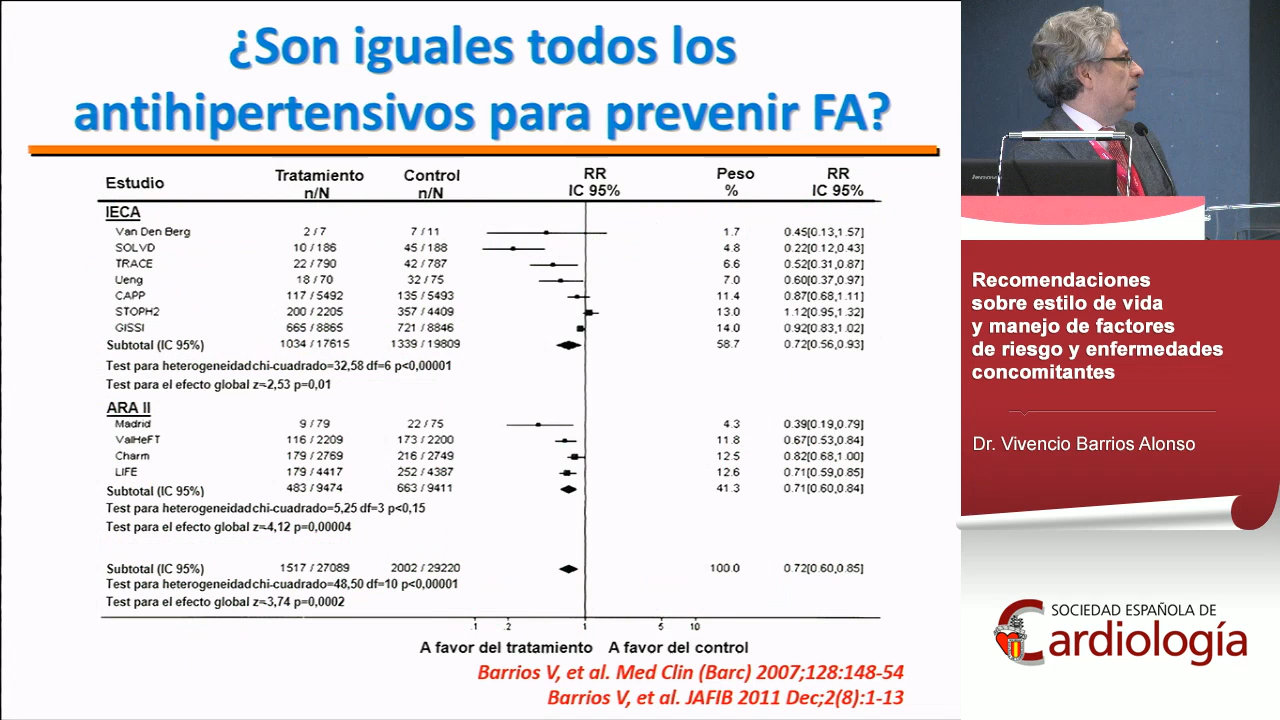 ¿Son iguales todos los
antihipertensivos para prevenir FA?
Estudio Tratamiento n/N Control n/N RR IC 95% Peso % RR IC 95%
IECA
Van Den Berg 2 / 7 7 / 11 1.7 0.45[0.13,1.57]
SOLVD 10 / 186 45 / 188 4.8 0.22[0.12,0.43]
TRACE 22 / 790 42 / 787 6.6 0.52[0.31,0.87]
Ueng 18 / 70 32 / 75 7.0 0.60[0.37,0.97]
CAPP 117 / 5492 135 / 5493 11.4 0.87[0.68,1.11]
STOPH2 200 / 2205 357 / 4409 13.0 1.12[0.95,1.32]
GISSI 665 / 8865 721 / 8846 14.0 0.92[0.83,1.02]
Subtotal (IC 95%) 1034 / 17615 1339 / 19809 58.7 0.72[0.56,0.93]
Test para heterogeneidad chi-cuadrado=32,58 df=6 p<0,00001
Test para el efecto global z=-2,53 p=0,01
ARA II
Madrid 9 / 79 22 / 75 4.3 0.39[0.19,0.79]
ValHeFT 116 / 2209 173 / 2200 11.8 0.67[0.53,0.84]
Charm 179 / 2769 216 / 2749 12.5 0.82[0.68,1.00]
LIFE 179 / 4417 252 / 4387 12.6 0.71[0.59,0.85]
Subtotal (IC 95%) 483 / 9474 663 / 9411 41.3 0.71[0.60,0.84]
Test para heterogeneidad chi-cuadrado=5,25 df=3 p<0,15
Test para el efecto global z=-4,12 p=0,00004
Subtotal (IC 95%) 1517 / 27089 2002 / 29220 100.0 0.72[0.60,0.85]
Test para heterogeneidad chi-cuadrado=48,50 df=10 p<0,00001
Test para el efecto global z=-3,74 p=0,0002
.1 .2 1 5 10
A favor del tratamiento A favor del control
Barrios V, et al. Med Clin (Barc) 2007;128:148-54
Barrios V, et al. JAFIB 2011 Dec;2(8):1-13
lenovo
Recomendaciones
sobre estilo de vida
y manejo de factores
de riesgo y enfermedades
concomitantes
Dr. Vivencio Barrios Alonso
SOCIEDAD ESPAÑOLA DE
Cardiología